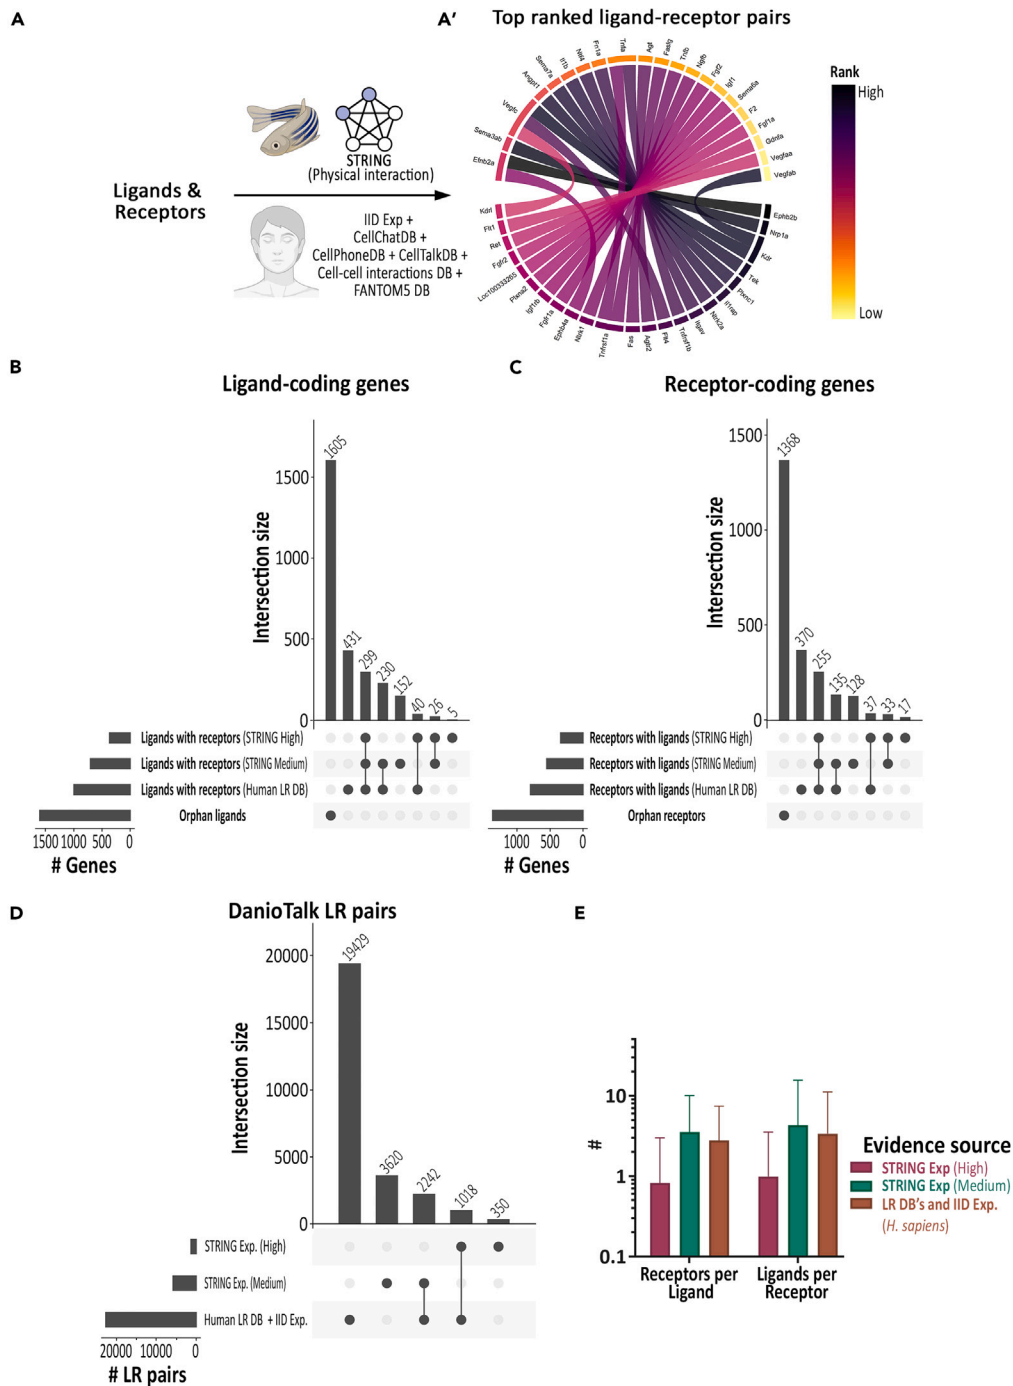 A
A′
Top ranked ligand-receptor pairs
Ligands &
Receptors
STRING
(Physical interaction)
IID Exp +
CellChatDB +
CellPhoneDB + CellTalkDB +
Cell-cell interactions DB +
FANTOM5 DB
Efnb2a
Sema3ab
Vegfc
Angpt1
Sema7a
Il1b
Ntf4
Fn1a
Tnfa
Agt
Faslg
Tnfb
Ngfb
Fgf2
Igf1
Sema6a
F2
Fgf1a
Gdnfa
Vegfaa
Vegfab
Ephb2b
Nrp1a
Kdr
Tek
Plxnc1
Il1rap
Ntrk2a
Itgav
Tnfrsf1b
Flt4
Agtr2
Fas
Tnfrsf1a
Ntrk1
Ephb4a
Fgfr1a
Igf1rb
Plxna2
Loc100333265
Fgfr2
Ret
Flt1
Kdrl
Rank
High
Low
B
Ligand-coding genes
Intersection size
1500
1000
500
0
1605
431
299
230
152
40
26
5
Ligands with receptors (STRING High)
Ligands with receptors (STRING Medium)
Ligands with receptors (Human LR DB)
Orphan ligands
1500 1000 500 0
# Genes
C
Receptor-coding genes
Intersection size
1500
1000
500
0
1368
370
255
135
128
37
33
17
Receptors with ligands (STRING High)
Receptors with ligands (STRING Medium)
Receptors with ligands (Human LR DB)
Orphan receptors
1000 500 0
# Genes
D
DanioTalk LR pairs
Intersection size
20000
15000
10000
5000
0
19429
3620
2242
1018
350
STRING Exp. (High)
STRING Exp. (Medium)
Human LR DB + IID Exp.
20000 10000 0
# LR pairs
E
#
10
1
0.1
Receptors per
Ligand
Ligands per
Receptor
Evidence source
STRING Exp (High)
STRING Exp (Medium)
LR DB's and IID Exp.
(H. sapiens)